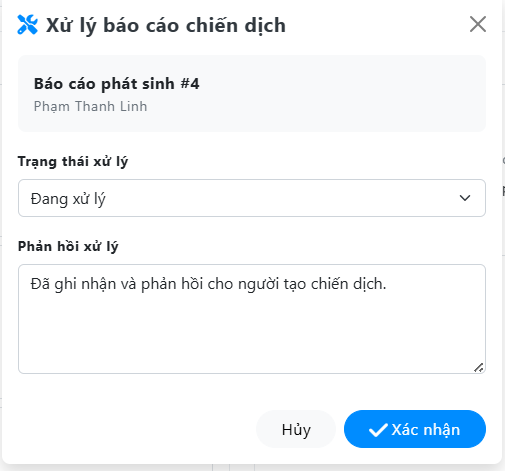 Xử lý báo cáo chiến dịch
Báo cáo phát sinh #4
Phạm Thanh Linh
Trạng thái xử lý
Đang xử lý
Phản hồi xử lý
Đã ghi nhận và phản hồi cho người tạo chiến dịch.
Hủy
Xác nhận